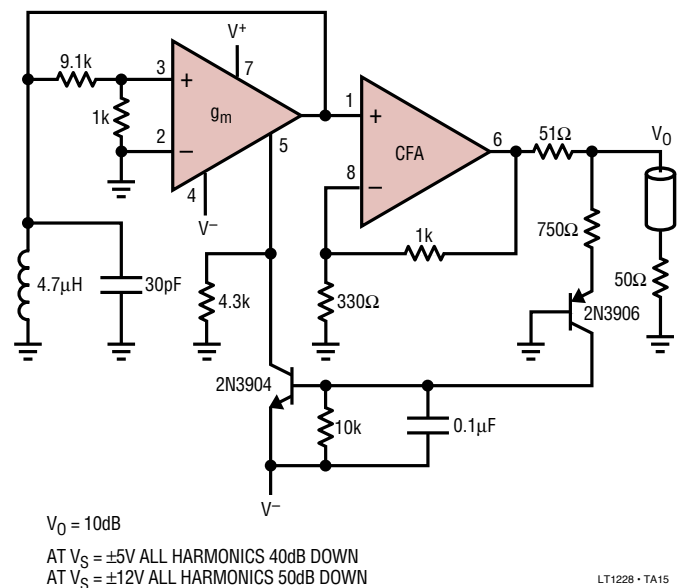 V+
9.1k
3
+
7
gm
1k
2
−
5
4
V−
1
+
CFA
6
51Ω
VO
8
−
1k
750Ω
50Ω
4.7µH
30pF
4.3k
330Ω
2N3906
2N3904
10k
0.1µF
V−
VO = 10dB
AT VS = ±5V ALL HARMONICS 40dB DOWN
AT VS = ±12V ALL HARMONICS 50dB DOWN
LT1228 • TA15